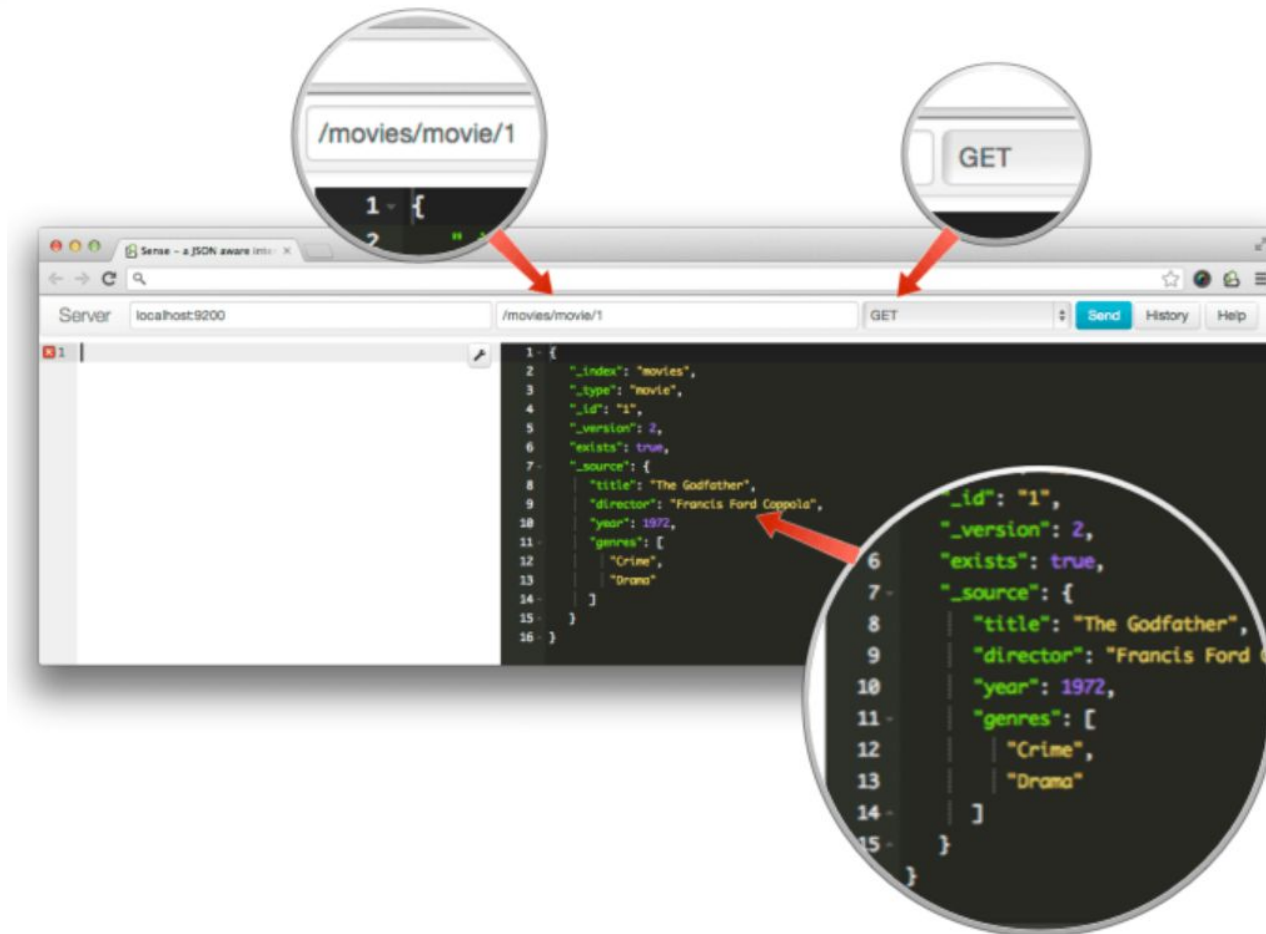 /movies/movie/1
1 {
2 "
GET
Sense – a JSON aware inter
Server localhost:9200 /movies/movie/1 GET Send History Help
1
1 {
2 "_index": "movies",
3 "_type": "movie",
4 "_id": "1",
5 "_version": 2,
6 "exists": true,
7 "_source": {
8 "title": "The Godfather",
9 "director": "Francis Ford Coppola",
10 "year": 1972,
11 "genres": [
12 "Crime",
13 "Drama"
14 ]
15 }
16 }
"_id": "1",
"_version": 2,
6 "exists": true,
7 "_source": {
8 "title": "The Godfather",
9 "director": "Francis Ford
10 "year": 1972,
11 "genres": [
12 "Crime",
13 "Drama"
14 ]
15 }
}